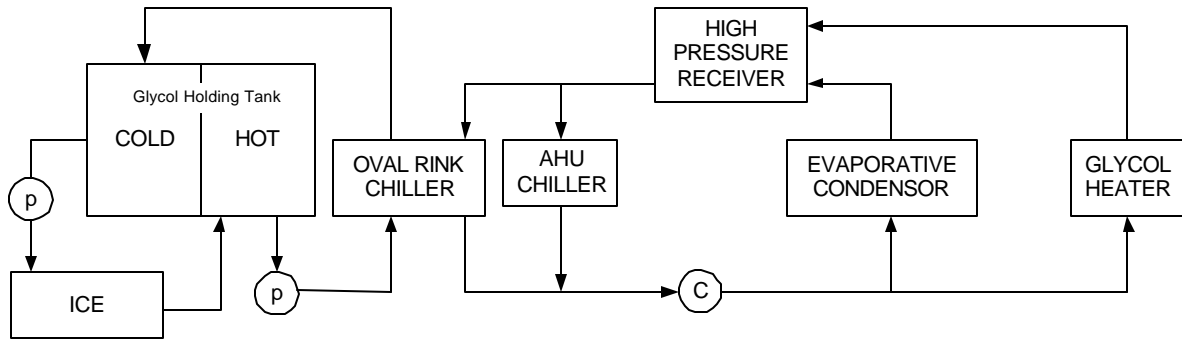 HIGH
PRESSURE
RECEIVER
Glycol Holding Tank
COLD
HOT
OVAL RINK
CHILLER
AHU
CHILLER
EVAPORATIVE
CONDENSOR
GLYCOL
HEATER
p
ICE
p
C